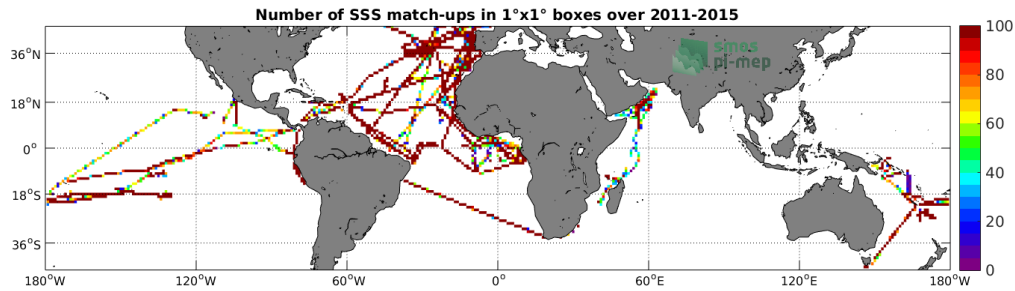 Number of SSS match-ups in 1°x1° boxes over 2011-2015
smos
pi-mep
36°N
18°N
0°
18°S
36°S
180°W
120°W
60°W
0°
60°E
120°E
180°W
100
80
60
40
20
0